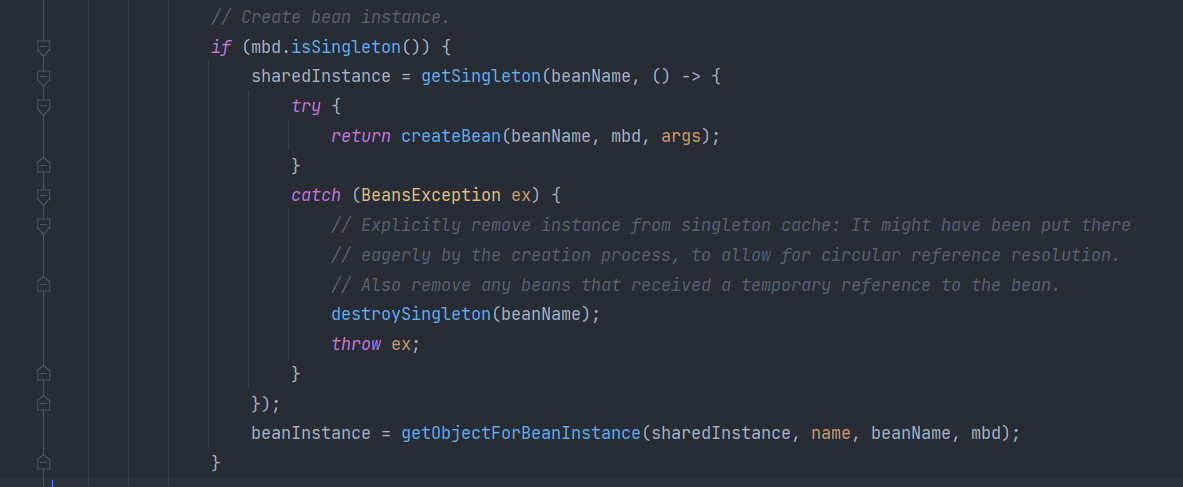 // Create bean instance.
if (mbd.isSingleton()) {
sharedInstance = getSingleton(beanName, () -> {
try {
return createBean(beanName, mbd, args);
}
catch (BeansException ex) {
// Explicitly remove instance from singleton cache: It might have been put there
// eagerly by the creation process, to allow for circular reference resolution.
// Also remove any beans that received a temporary reference to the bean.
destroySingleton(beanName);
throw ex;
}
});
beanInstance = getObjectForBeanInstance(sharedInstance, name, beanName, mbd);
}